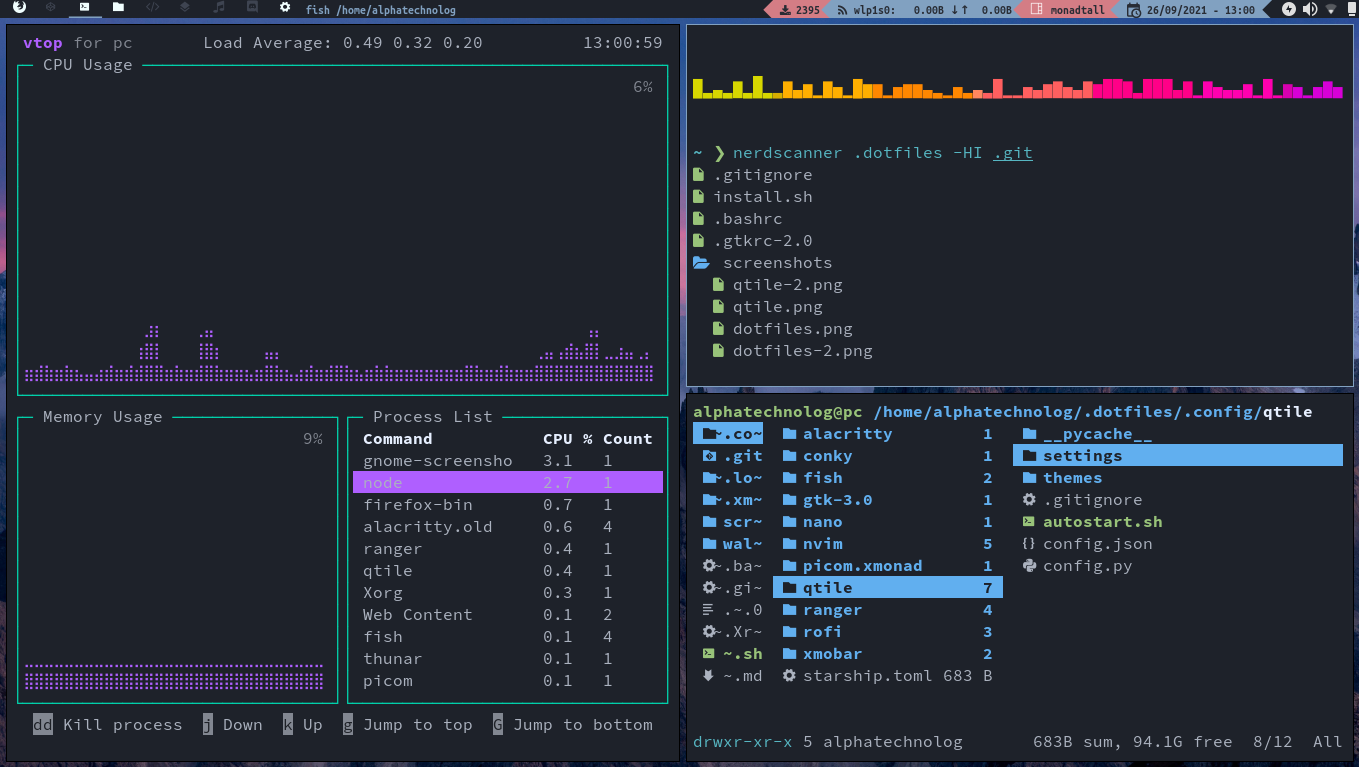 fish /home/alphatechnolog
2395
wlp1s0: 0.00B ↓↑ 0.00B
monadtall
26/09/2021 - 13:00
vtop for pc Load Average: 0.49 0.32 0.20 13:00:59
CPU Usage
6%
Memory Usage
9%
Process List
Command CPU % Count
gnome-screensho 3.1 1
node 2.7 1
firefox-bin 0.7 1
alacritty.old 0.6 4
ranger 0.4 1
qtile 0.4 1
Xorg 0.3 1
Web Content 0.1 2
fish 0.1 4
thunar 0.1 1
picom 0.1 1
dd Kill process j Down k Up g Jump to top G Jump to bottom
~ ❯ nerdscanner .dotfiles -HI .git
.gitignore
install.sh
.bashrc
.gtkrc-2.0
screenshots
qtile-2.png
qtile.png
dotfiles.png
dotfiles-2.png
alphatechnolog@pc /home/alphatechnolog/.dotfiles/.config/qtile
~.co~ alacritty 1 __pycache__
.git conky 1 settings
~.lo~ fish 2 themes
~.xm~ gtk-3.0 1 .gitignore
scr~ nano 1 autostart.sh
wal~ nvim 5 config.json
~.ba~ picom.xmonad 1 config.py
~.gi~ qtile 7
.~.0 ranger 4
~.Xr~ rofi 3
~.sh xmobar 2
~.md starship.toml 683 B
drwxr-xr-x 5 alphatechnolog 683B sum, 94.1G free 8/12 All